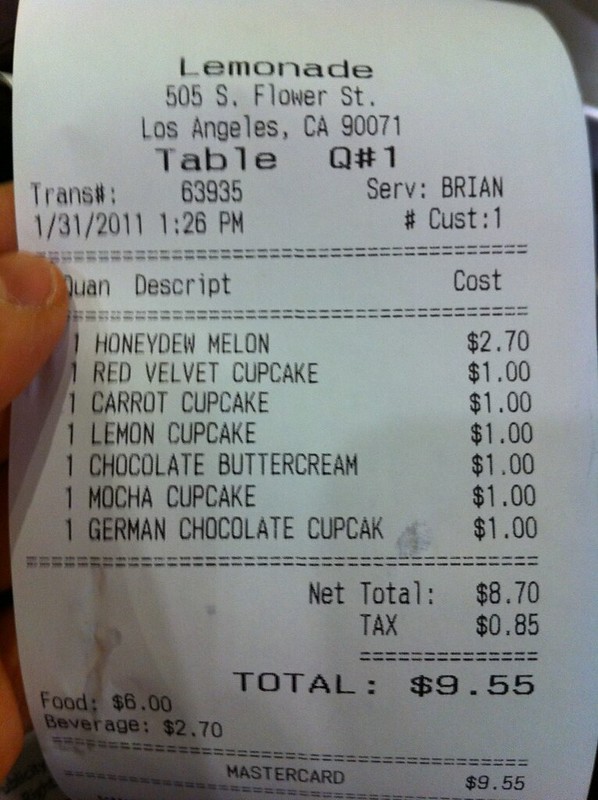 Lemonade
505 S. Flower St.
Los Angeles, CA 90071
Table Q#1
Trans#: 63935 Serv: BRIAN
1/31/2011 1:26 PM # Cust:1
Quan Descript Cost
1 HONEYDEW MELON $2.70
1 RED VELVET CUPCAKE $1.00
1 CARROT CUPCAKE $1.00
1 LEMON CUPCAKE $1.00
1 CHOCOLATE BUTTERCREAM $1.00
1 MOCHA CUPCAKE $1.00
1 GERMAN CHOCOLATE CUPCAK $1.00
Net Total: $8.70
TAX $0.85
TOTAL: $9.55
Food: $6.00
Beverage: $2.70
MASTERCARD $9.55